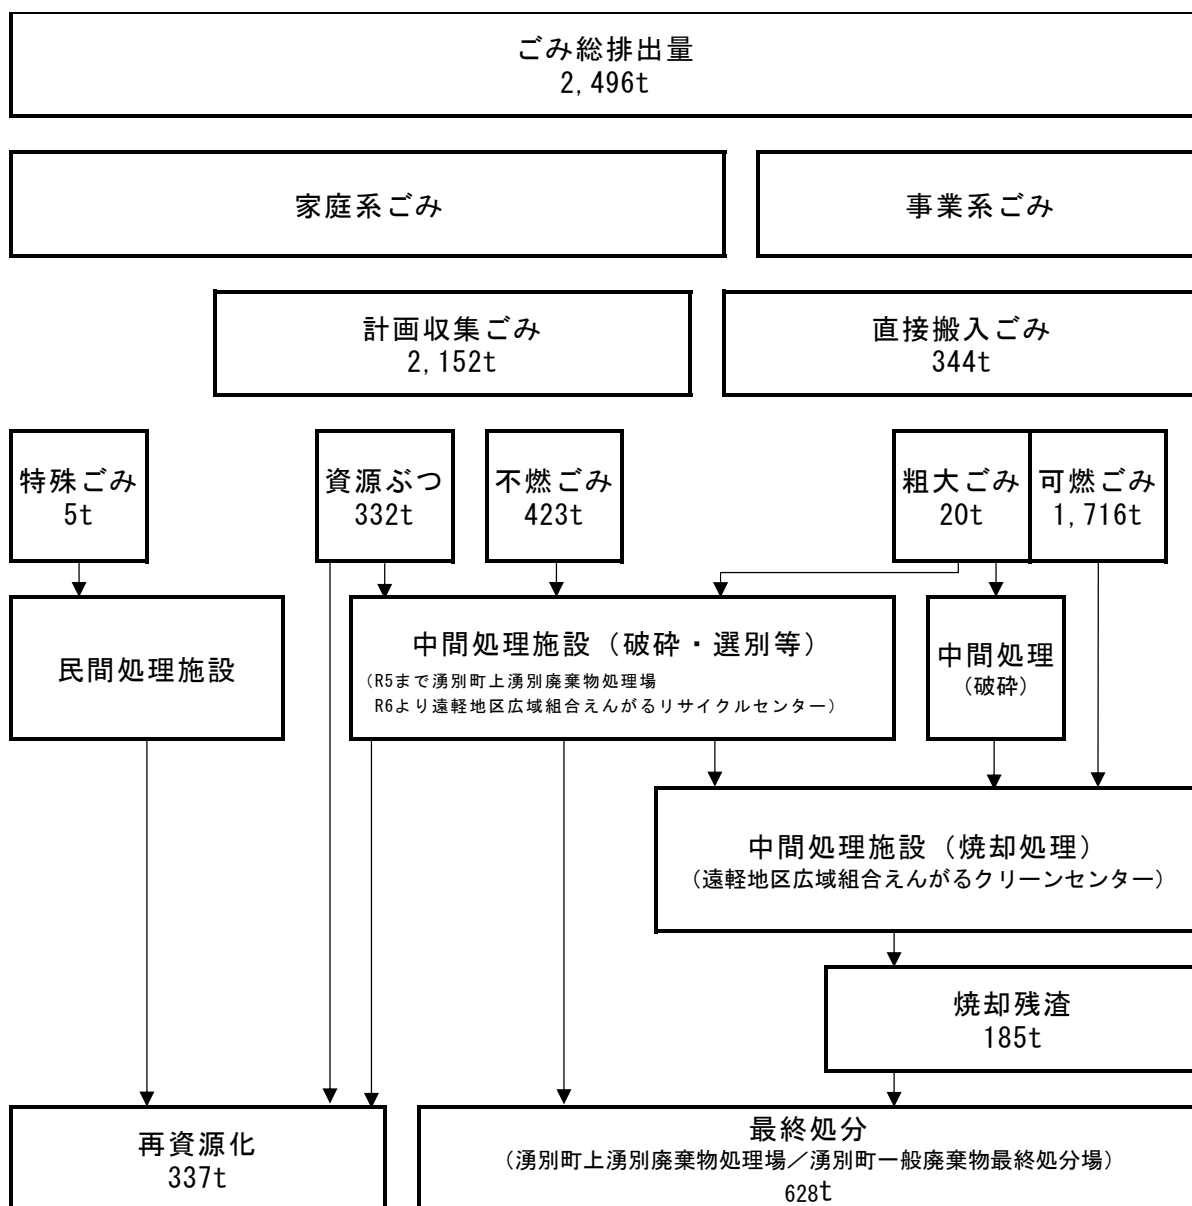 ごみ総排出量
2,496t
家庭系ごみ
事業系ごみ
計画収集ごみ
2,152t
直接搬入ごみ
344t
特殊ごみ
5t
資源ぶつ
332t
不燃ごみ
423t
粗大ごみ
20t
可燃ごみ
1,716t
民間処理施設
中間処理施設（破砕・選別等）
（R5まで湧別町上湧別廃棄物処理場
R6より遠軽地区広域組合えんがるリサイクルセンター）
中間処理
（破砕）
中間処理施設（焼却処理）
（遠軽地区広域組合えんがるクリーンセンター）
焼却残渣
185t
再資源化
337t
最終処分
（湧別町上湧別廃棄物処理場／湧別町一般廃棄物最終処分場）
628t